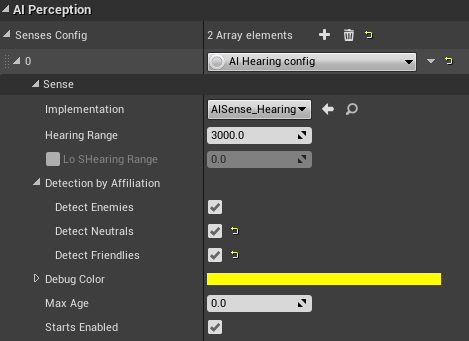 AI Perception
Senses Config 2 Array elements
0 AI Hearing config
Sense
Implementation AISense_Hearing
Hearing Range 3000.0
Lo SHearing Range 0.0
Detection by Affiliation
Detect Enemies
Detect Neutrals
Detect Friendlies
Debug Color
Max Age 0.0
Starts Enabled